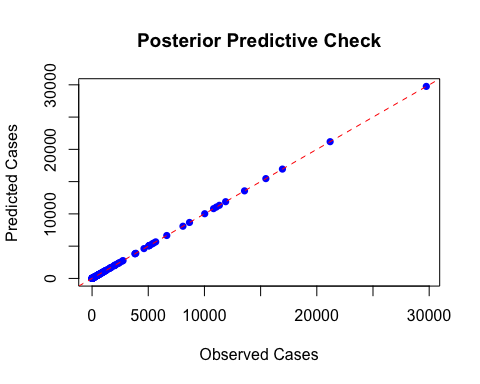 Posterior Predictive Check
Predicted Cases
30000
20000
10000
0
0 5000 10000 20000 30000
Observed Cases